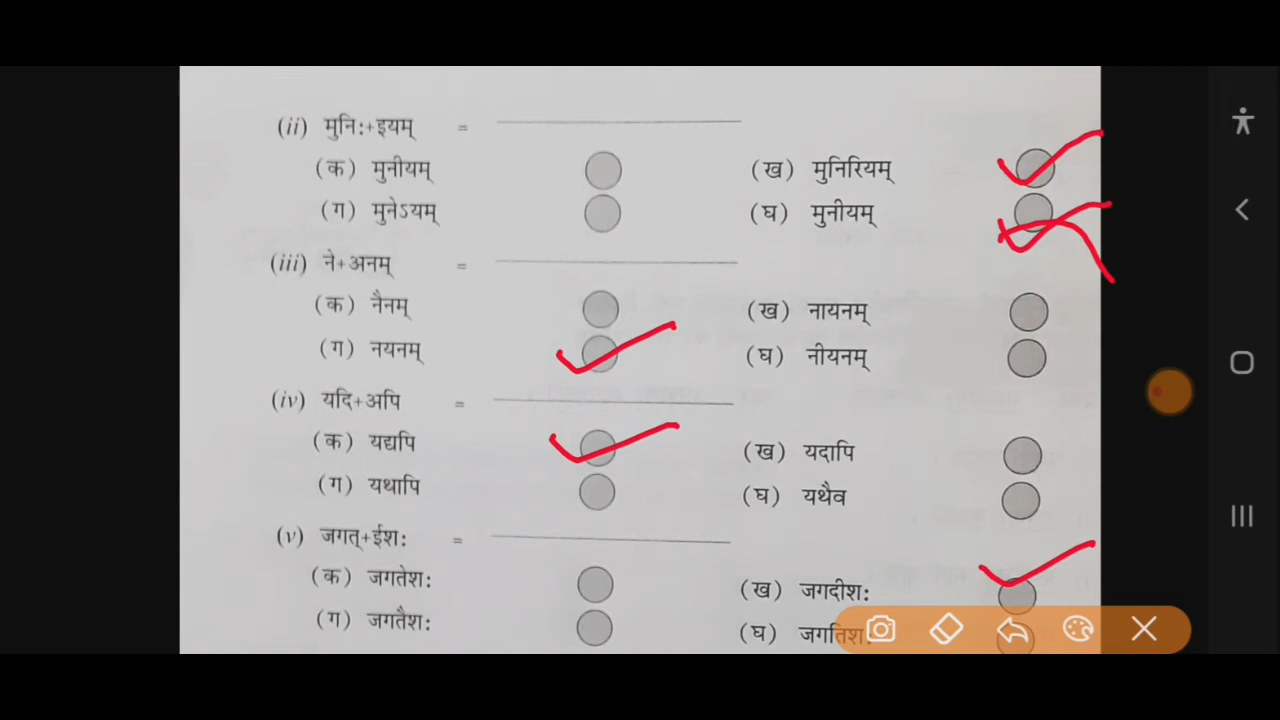 (ii) मुनिः+इयम् =
(क) मुनीयम् (ख) मुनिरियम्
(ग) मुनेऽयम् (घ) मुनीयम्
(iii) ने+अनम् =
(क) नैनम् (ख) नायनम्
(ग) नयनम् (घ) नीयनम्
(iv) यदि+अपि =
(क) यद्यपि (ख) यदापि
(ग) यथापि (घ) यथैव
(v) जगत्+ईशः =
(क) जगतेशः (ख) जगदीशः
(ग) जगतैशः (घ) जगतिशः